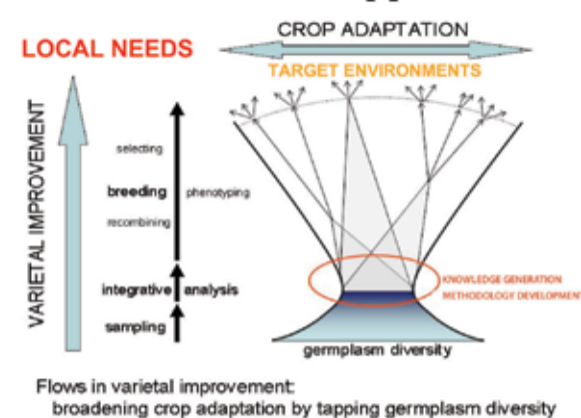 CROP ADAPTATION
LOCAL NEEDS
TARGET ENVIRONMENTS
VARIETAL IMPROVEMENT
selecting
breeding phenotyping
recombining
integrative analysis
sampling
KNOWLEDGE GENERATION
METHODOLOGY DEVELOPMENT
germplasm diversity
Flows in varietal improvement:
broadening crop adaptation by tapping germplasm diversity